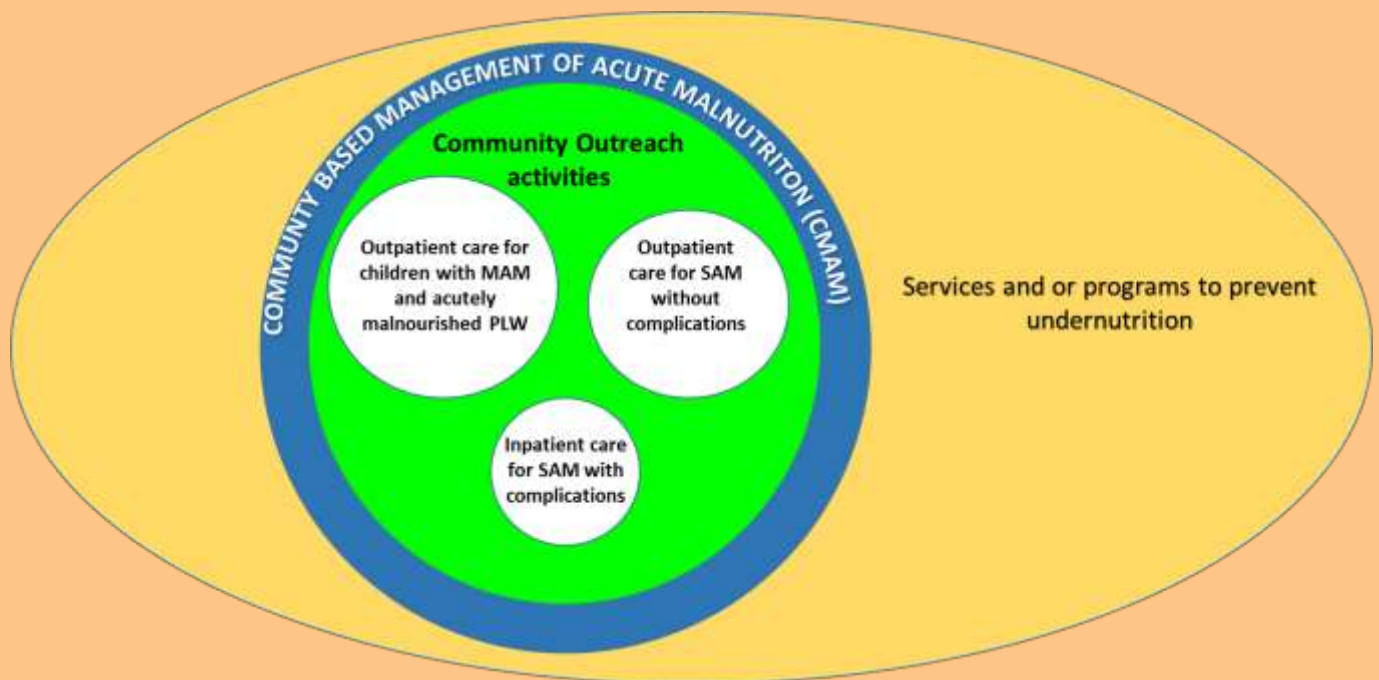 COMMUNITY BASED MANAGEMENT OF ACUTE MALNUTRITON (CMAM)
Community Outreach
activities
Outpatient care for
children with MAM
and acutely
malnourished PLW
Outpatient
care for SAM
without
complications
Inpatient care
for SAM with
complications
Services and or programs to prevent
undernutrition